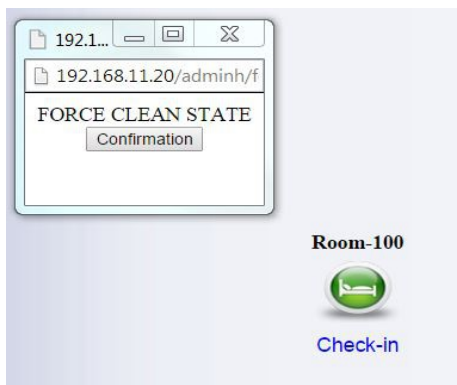 192.1...
192.168.11.20/adminh/f
FORCE CLEAN STATE
Confirmation
Room-100
Check-in